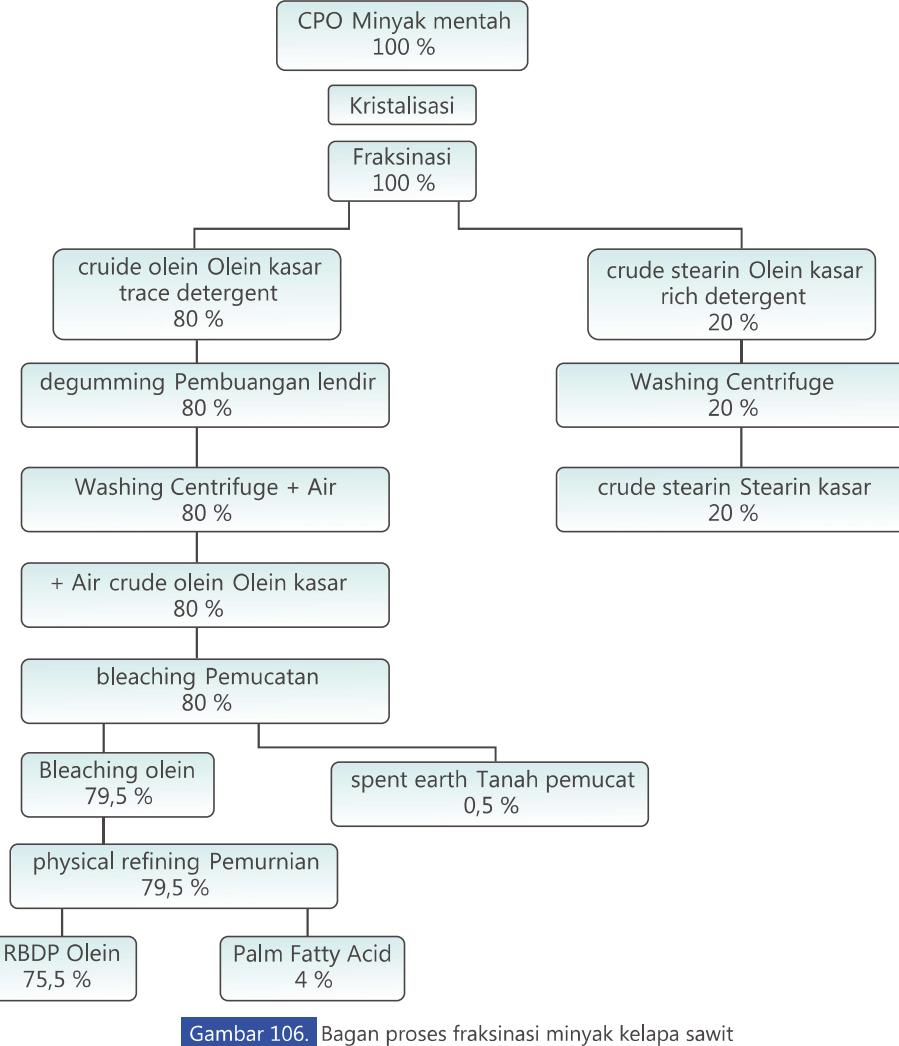 CPO Minyak mentah
100 %
Kristalisasi
Fraksinasi
100 %
cruide olein Olein kasar
trace detergent
80 %
crude stearin Olein kasar
rich detergent
20 %
degumming Pembuangan lendir
80 %
Washing Centrifuge
20 %
Washing Centrifuge + Air
80 %
crude stearin Stearin kasar
20 %
+ Air crude olein Olein kasar
80 %
bleaching Pemucatan
80 %
Bleaching olein
79,5 %
spent earth Tanah pemucat
0,5 %
physical refining Pemurnian
79,5 %
RBDP Olein
75,5 %
Palm Fatty Acid
4 %
Gambar 106. Bagan proses fraksinasi minyak kelapa sawit